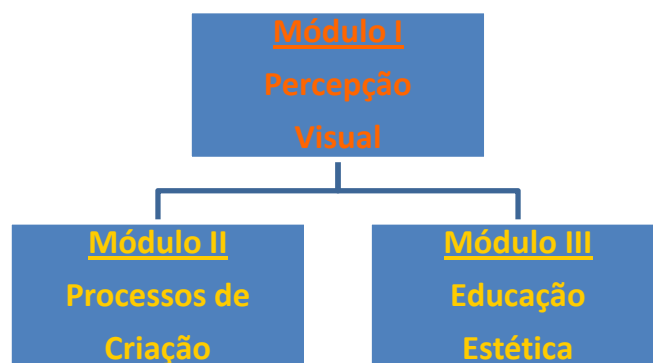 Módulo I
Percepção
Visual
Módulo II
Processos de
Criação
Módulo III
Educação
Estética